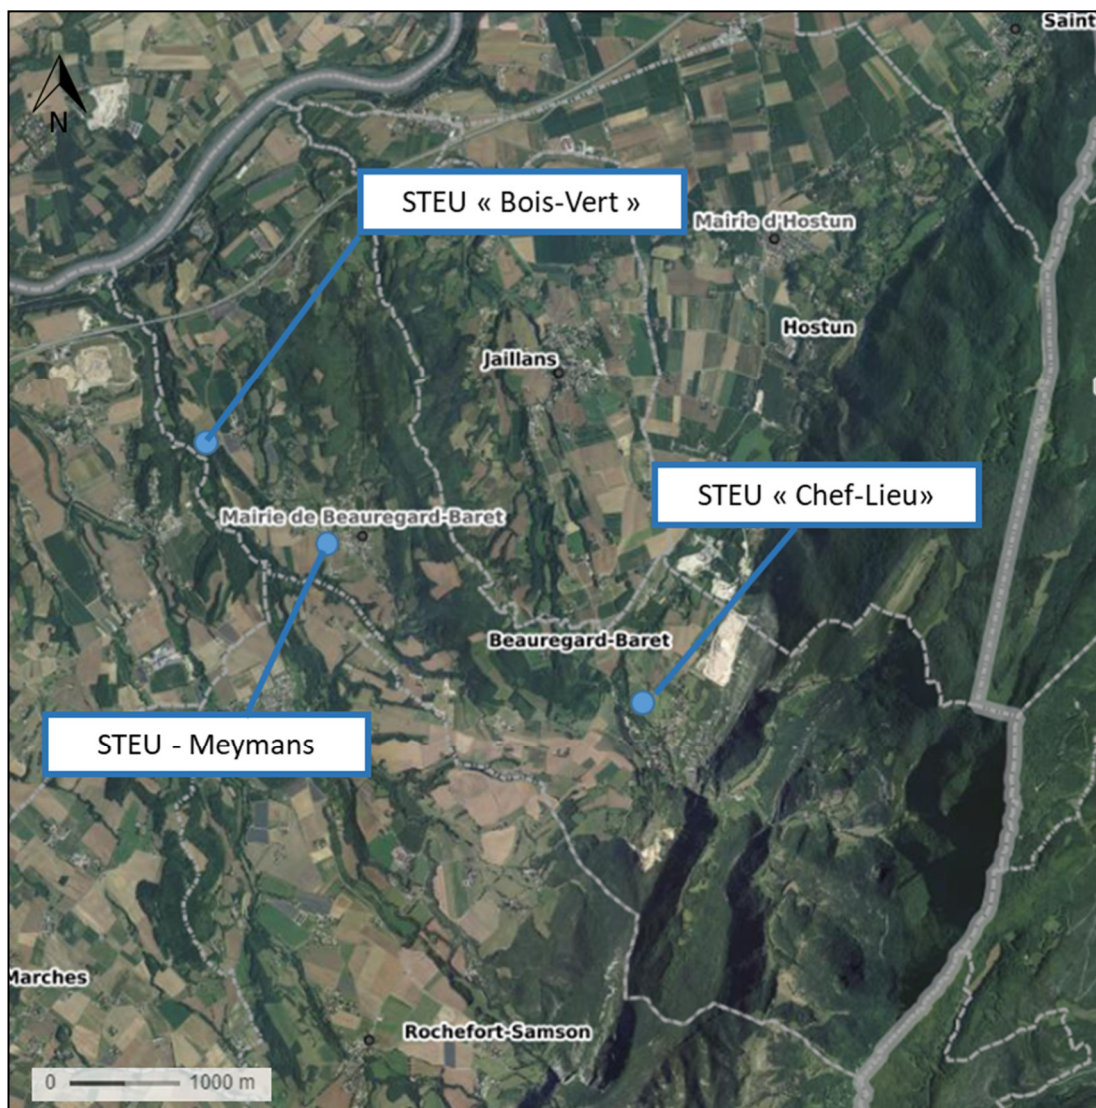 Saint
N
STEU « Bois-Vert »
Mairie d'Hostun
Hostun
Jaillans
STEU « Chef-Lieu»
Mairie de Beauregard-Baret
Beauregard-Baret
STEU - Meymans
Marches
Rochefort-Samson
0 1000 m